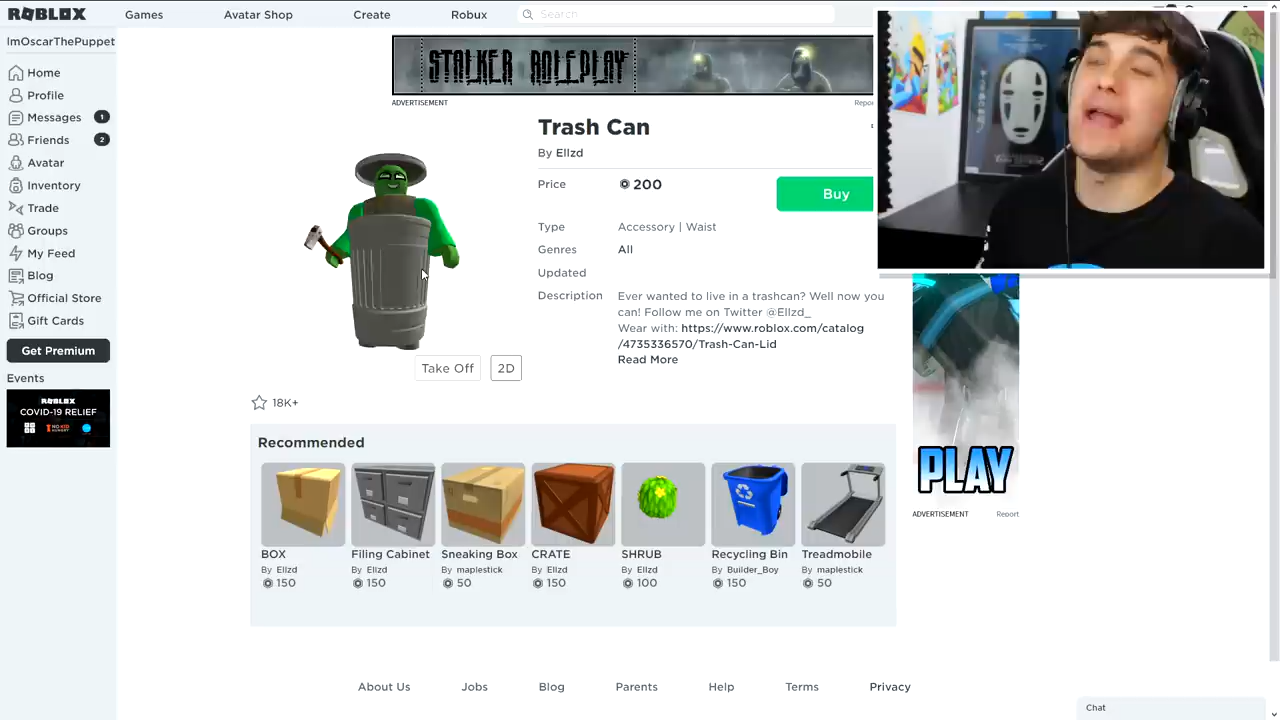 ROBLOX
Games
Avatar Shop
Create
Robux
Search
ImOscarThePuppet
Home
Profile
Messages
1
Friends
2
Avatar
Inventory
Trade
Groups
My Feed
Blog
Official Store
Gift Cards
Get Premium
Events
ROBLOX
COVID-19 RELIEF
NO KID
HUNGRY
STALKER ROLEPLAY
ADVERTISEMENT
Trash Can
By Ellzd
Price
200
Buy
Type
Accessory | Waist
Genres
All
Updated
Description
Ever wanted to live in a trashcan? Well now you
can! Follow me on Twitter @Ellzd_
Wear with: https://www.roblox.com/catalog
/4735336570/Trash-Can-Lid
Read More
Take Off
2D
18K+
Recommended
BOX
By Ellzd
150
Filing Cabinet
By Ellzd
150
Sneaking Box
By maplestick
50
CRATE
By Ellzd
150
SHRUB
By Ellzd
100
Recycling Bin
By Builder_Boy
150
Treadmobile
By maplestick
50
PLAY
ADVERTISEMENT
Report
About Us
Jobs
Blog
Parents
Help
Terms
Privacy
Chat